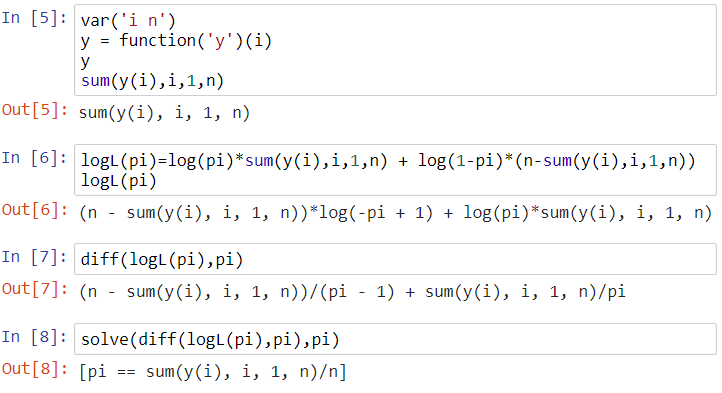 In [5]: var('i n')
y = function('y')(i)
y
sum(y(i),i,1,n)
Out[5]: sum(y(i), i, 1, n)
In [6]: logL(pi)=log(pi)*sum(y(i),i,1,n) + log(1-pi)*(n-sum(y(i),i,1,n))
logL(pi)
Out[6]: (n - sum(y(i), i, 1, n))*log(-pi + 1) + log(pi)*sum(y(i), i, 1, n)
In [7]: diff(logL(pi),pi)
Out[7]: (n - sum(y(i), i, 1, n))/(pi - 1) + sum(y(i), i, 1, n)/pi
In [8]: solve(diff(logL(pi),pi),pi)
Out[8]: [pi == sum(y(i), i, 1, n)/n]